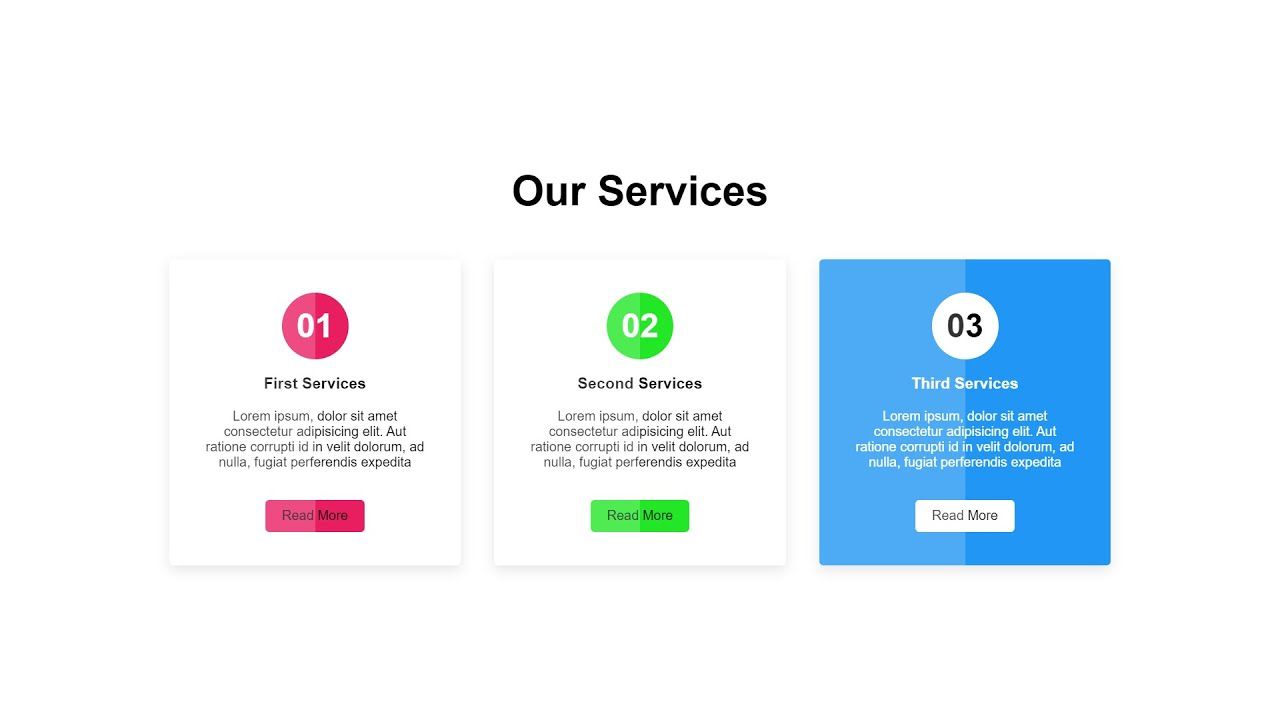 Our Services
01
First Services
Lorem ipsum, dolor sit amet
consectetur adipisicing elit. Aut
ratione corrupti id in velit dolorum, ad
nulla, fugiat perferendis expedita
Read More
02
Second Services
Lorem ipsum, dolor sit amet
consectetur adipisicing elit. Aut
ratione corrupti id in velit dolorum, ad
nulla, fugiat perferendis expedita
Read More
03
Third Services
Lorem ipsum, dolor sit amet
consectetur adipisicing elit. Aut
ratione corrupti id in velit dolorum, ad
nulla, fugiat perferendis expedita
Read More